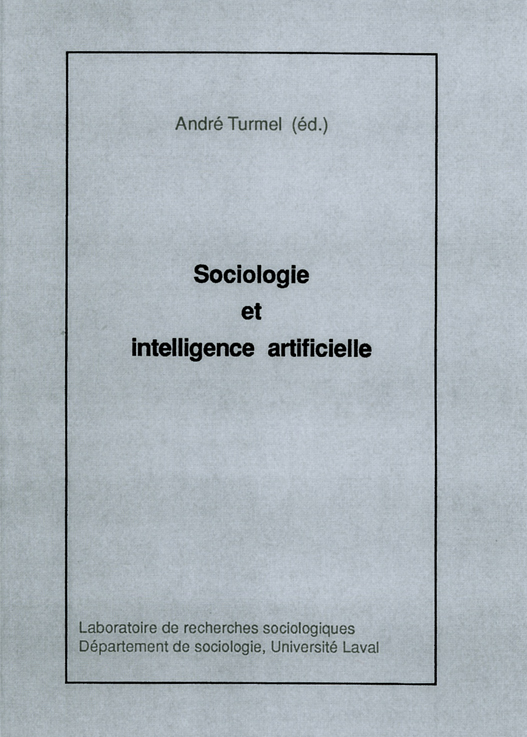 André Turmel (éd.)
Sociologie
et
intelligence artificielle
Laboratoire de recherches sociologiques
Département de sociologie, Université Laval